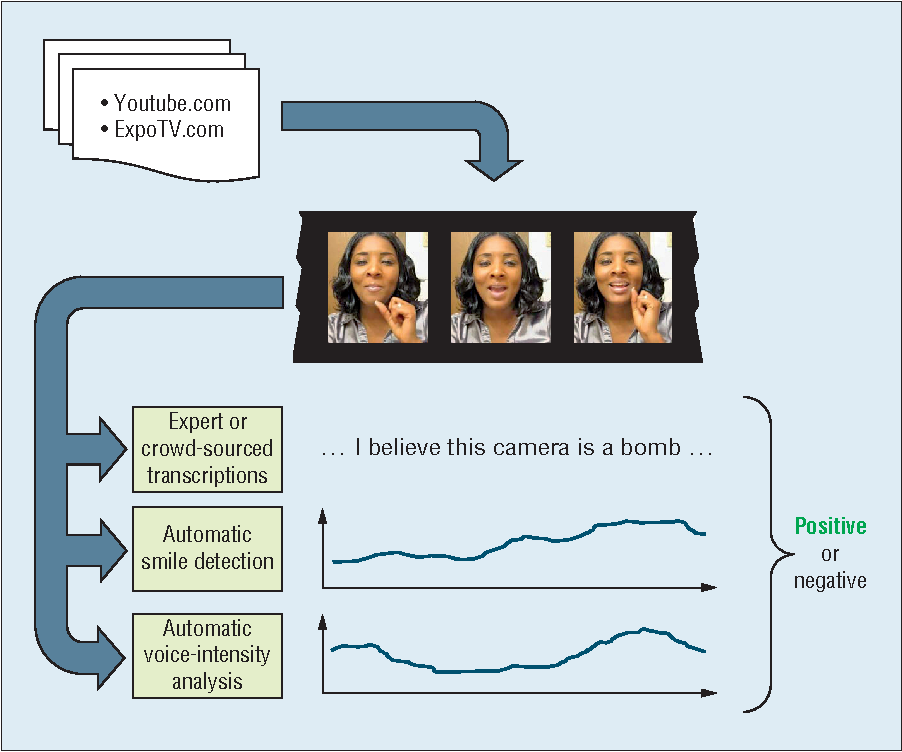 • Youtube.com
• ExpoTV.com
Expert or
crowd-sourced
transcriptions
... I believe this camera is a bomb ...
Automatic
smile detection
Automatic
voice-intensity
analysis
Positive
or
negative